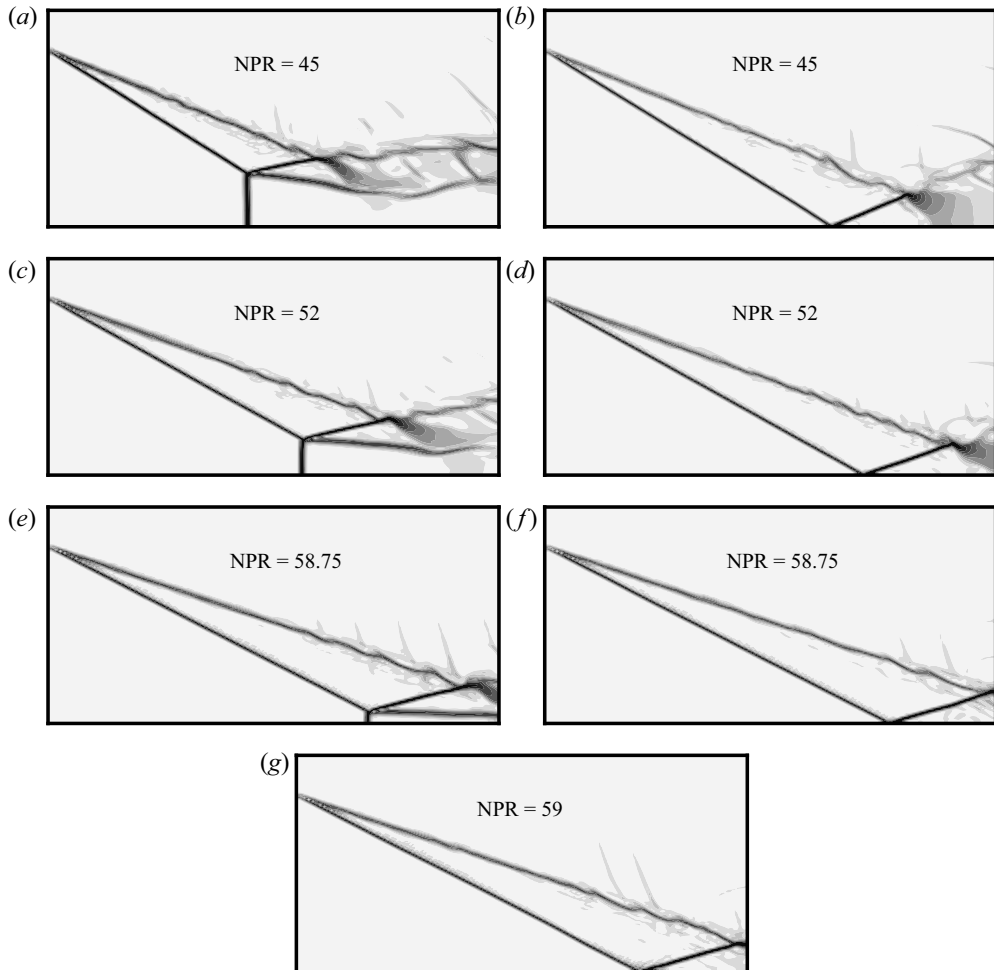 (a)
NPR = 45
(b)
NPR = 45
(c)
NPR = 52
(d)
NPR = 52
(e)
NPR = 58.75
(f)
NPR = 58.75
(g)
NPR = 59